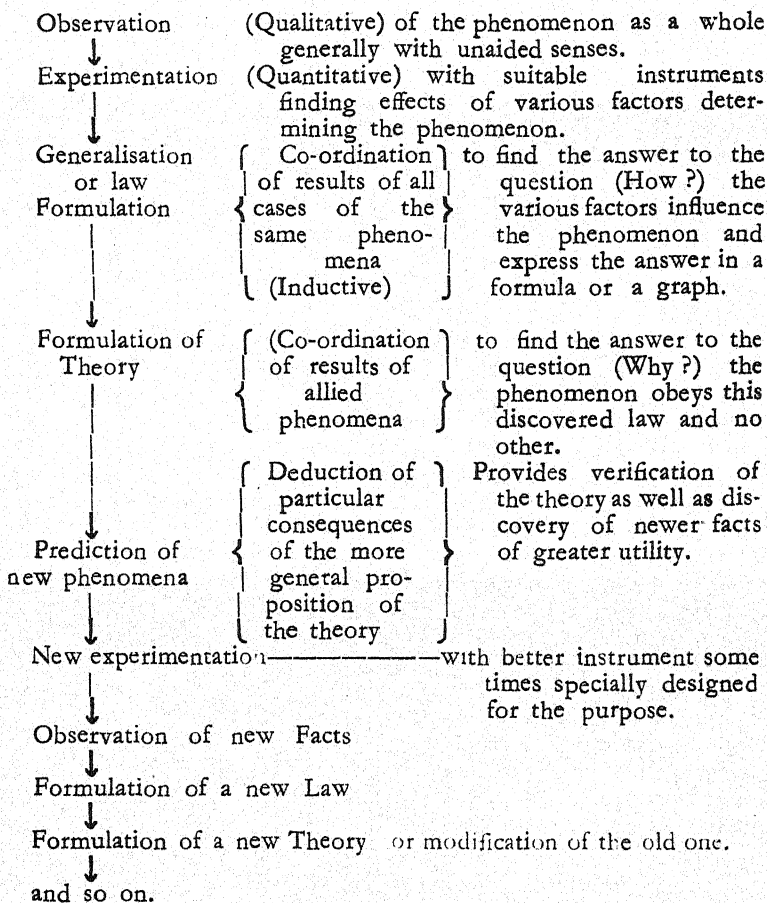 Observation (Qualitative) of the phenomenon as a whole
generally with unaided senses.
Experimentation (Quantitative) with suitable instruments
finding effects of various factors deter-
mining the phenomenon.
Generalisation { Co-ordination } to find the answer to the
or law of results of all question (How ?) the
Formulation cases of the various factors influence
same pheno- the phenomenon and
mena express the answer in a
(Inductive) formula or a graph.
Formulation of { (Co-ordination } to find the answer to the
Theory of results of question (Why ?) the
allied phenomenon obeys this
phenomena discovered law and no
other.
Deduction of Provides verification of
particular the theory as well as dis-
consequences covery of newer facts
Prediction of { of the more } of greater utility.
new phenomena general pro-
position of
the theory
New experimentation—————with better instrument some
times specially designed
for the purpose.
Observation of new Facts
Formulation of a new Law
Formulation of a new Theory or modification of the old one.
and so on.